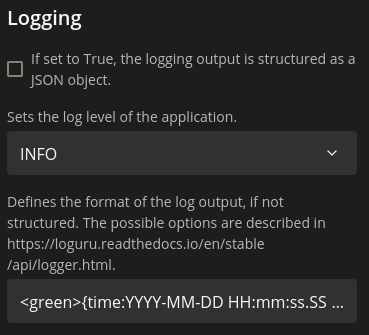 Logging
If set to True, the logging output is structured as a
JSON object.
Sets the log level of the application.
INFO
Defines the format of the log output, if not
structured. The possible options are described in
https://loguru.readthedocs.io/en/stable
/api/logger.html.
<green>{time:YYYY-MM-DD HH:mm:ss.SS ...